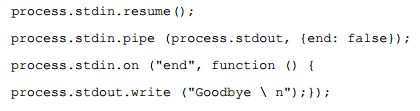 process.stdin.resume();
process.stdin.pipe (process.stdout, {end: false});
process.stdin.on ("end", function () {
process.stdout.write ("Goodbye \ n");});